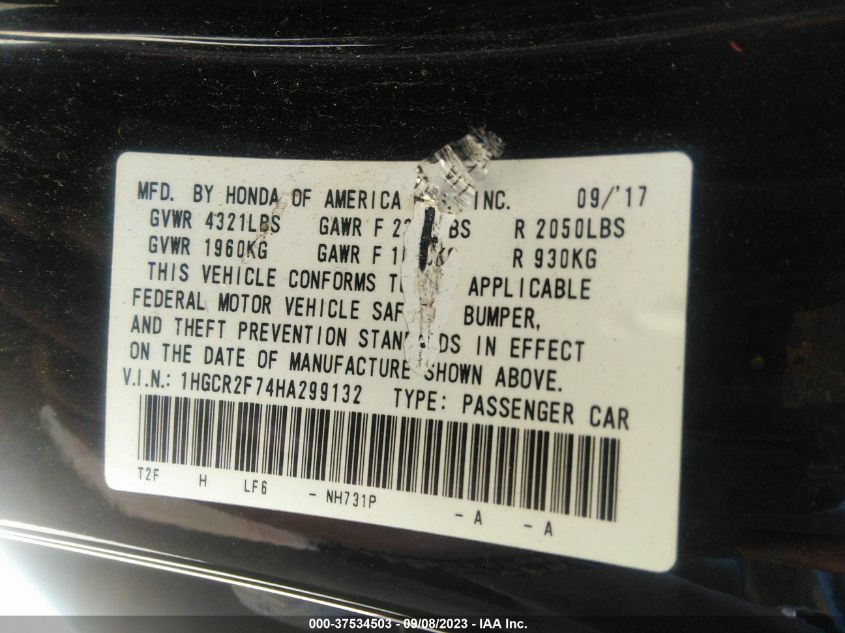 MFD. BY HONDA OF AMERICA INC. 09/'17
GVWR 4321LBS GAWR F BS R 2050LBS
GVWR 1960KG GAWR F R 930KG
THIS VEHICLE CONFORMS APPLICABLE
FEDERAL MOTOR VEHICLE BUMPER,
AND THEFT PREVENTION IN EFFECT
ON THE DATE OF MANUFACTURE SHOWN ABOVE.
V.I.N.: 1HGCR2F74HA299132 TYPE: PASSENGER CAR
T2F H LF6 - NH731P - A - A
000-37534503 - 09/08/2023 - IAA Inc.